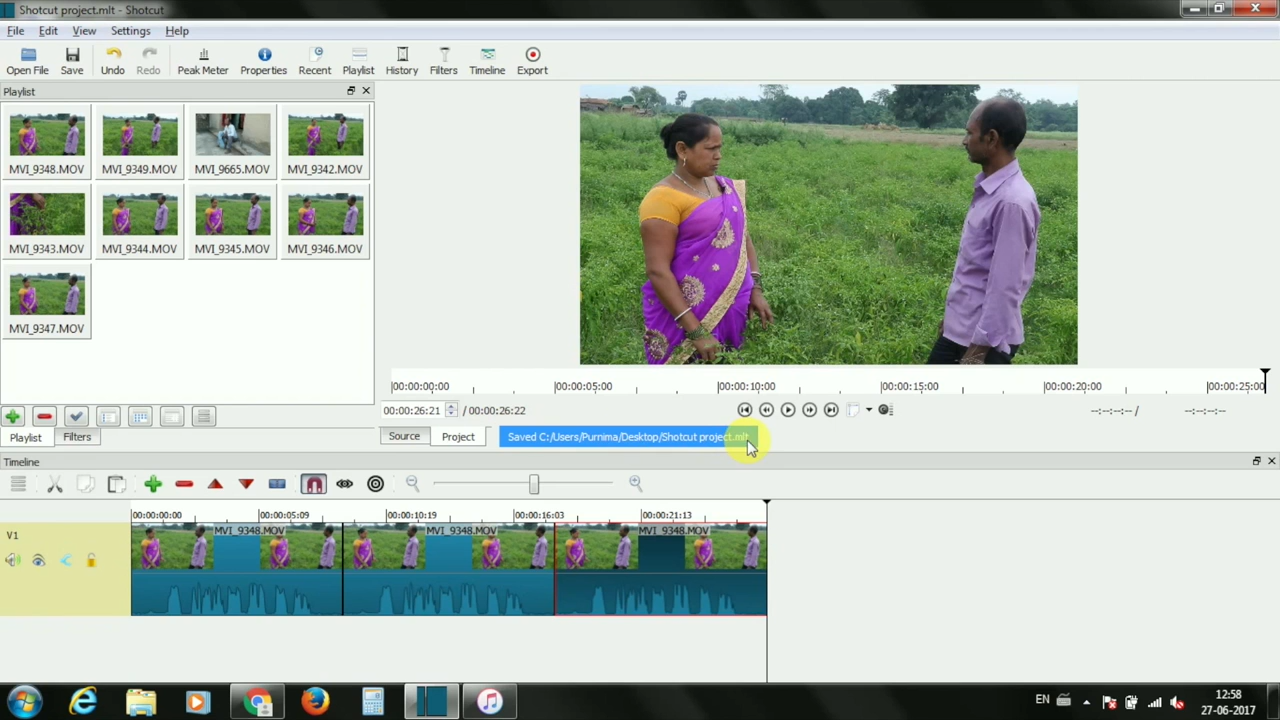 Shotcut project.mlt - Shotcut
File Edit View Settings Help
Open File Save Undo Redo Peak Meter Properties Recent Playlist History Filters Timeline Export
Playlist
MVI_9348.MOV MVI_9349.MOV MVI_9665.MOV MVI_9342.MOV
MVI_9343.MOV MVI_9344.MOV MVI_9345.MOV MVI_9346.MOV
MVI_9347.MOV
Playlist Filters
00:00:00:00 00:00:05:00 00:00:10:00 00:00:15:00 00:00:20:00 00:00:25:00
00:00:26:21 / 00:00:26:22 --:--:--:-- / --:--:--:--
Source Project Saved C:/Users/Purnima/Desktop/Shotcut project.mlt
Timeline
00:00:00:00 00:00:05:09 00:00:10:19 00:00:16:03 00:00:21:13
V1
MVI_9348.MOV MVI_9348.MOV MVI_9348.MOV
EN 12:58
27-06-2017